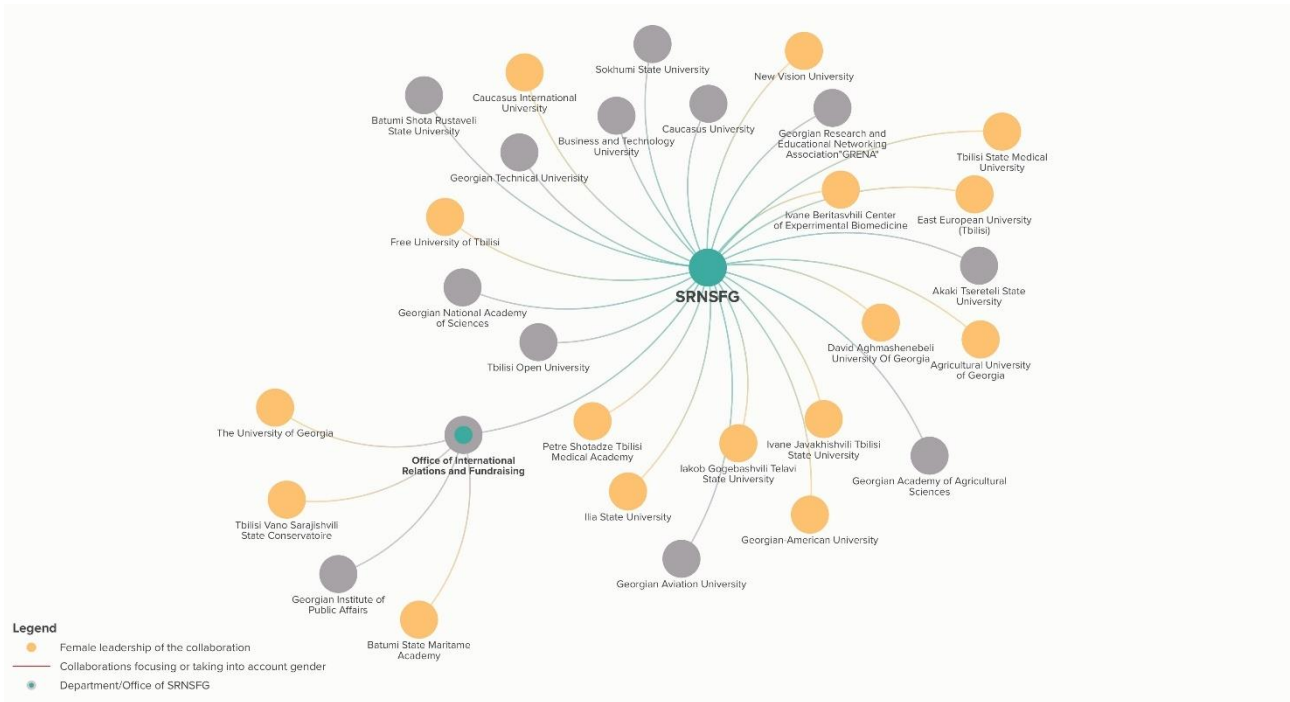 Sokhumi State University
New Vision University
Caucasus International
University
Batumi Shota Rustaveli
State University
Business and Technology
University
Caucasus University
Georgian Research and
Educational Networking
Association"GRENA"
Tbilisi State Medical
University
Georgian Technical Univerisity
Ivane Beritasvhili Center
of Experrimental Biomedicine
East European University
(Tbilisi)
Free University of Tbilisi
Akaki Tsereteli State
University
SRNSFG
Georgian National Academy
of Sciences
Tbilisi Open University
David Aghmashenebeli
University Of Georgia
Agricultural University
of Georgia
The University of Georgia
Office of International
Relations and Fundraising
Petre Shotadze Tbilisi
Medical Academy
Ivane Javakhishvili Tbilisi
State University
Iakob Gogebashvili Telavi
State University
Georgian Academy of Agricultural
Sciences
Ilia State University
Tbilisi Vano Sarajishvili
State Conservatoire
Georgian-American University
Georgian Aviation University
Georgian Institute of
Public Affairs
Batumi State Maritame
Academy
Legend
Female leadership of the collaboration
Collaborations focusing or taking into account gender
Department/Office of SRNSFG